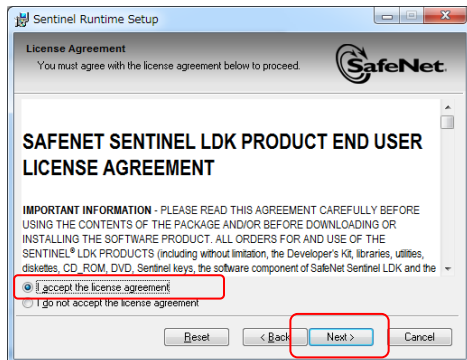 Sentinel Runtime Setup
License Agreement
You must agree with the license agreement below to proceed.
SafeNet.
SAFENET SENTINEL LDK PRODUCT END USER
LICENSE AGREEMENT
IMPORTANT INFORMATION - PLEASE READ THIS AGREEMENT CAREFULLY BEFORE
USING THE CONTENTS OF THE PACKAGE AND/OR BEFORE DOWNLOADING OR
INSTALLING THE SOFTWARE PRODUCT. ALL ORDERS FOR AND USE OF THE
SENTINEL® LDK PRODUCTS (including without limitation, the Developer's Kit, libraries, utilities,
diskettes, CD_ROM, DVD, Sentinel keys, the software component of SafeNet Sentinel LDK and the
I accept the license agreement
I do not accept the license agreement
Reset < Back Next > Cancel